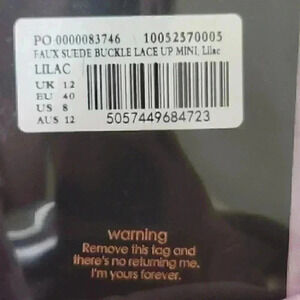 PO 0000083746 10052570005
FAUX SUEDE BUCKLE LACE UP MINI, Lilac
LILAC
UK 12
EU 40
US 8
AUS 12
5057449684723
warning
Remove this tag and
there's no returning me.
I'm yours forever.